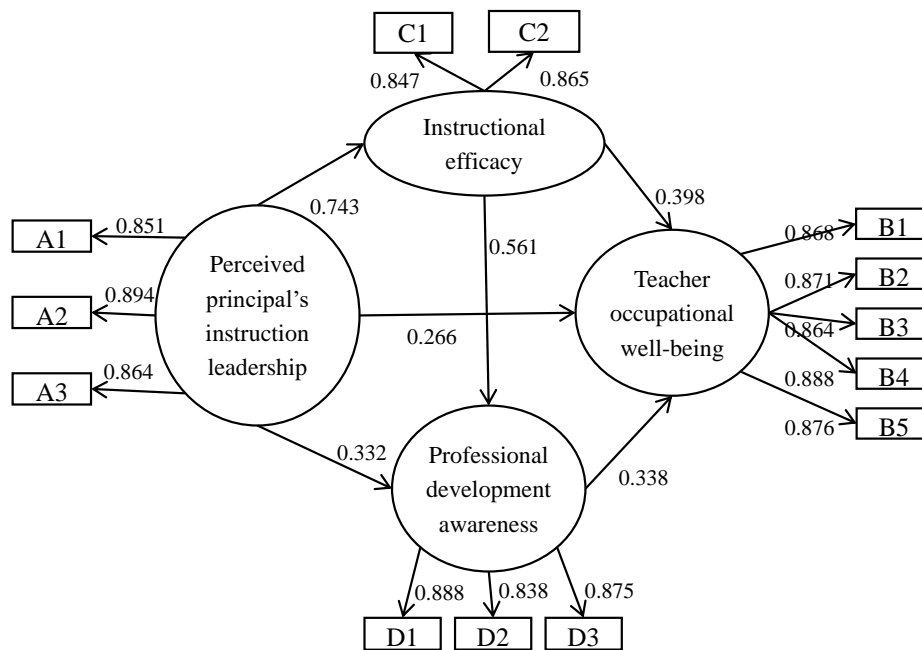 C1
C2
0.847
0.865
Instructional
efficacy
0.743
0.398
A1
0.851
0.868
B1
Perceived
principal's
instruction
leadership
0.561
Teacher
occupational
well-being
0.871
B2
A2
0.894
0.266
0.864
B3
A3
0.864
0.888
B4
0.876
B5
0.332
Professional
development
awareness
0.338
0.888
0.838
0.875
D1
D2
D3